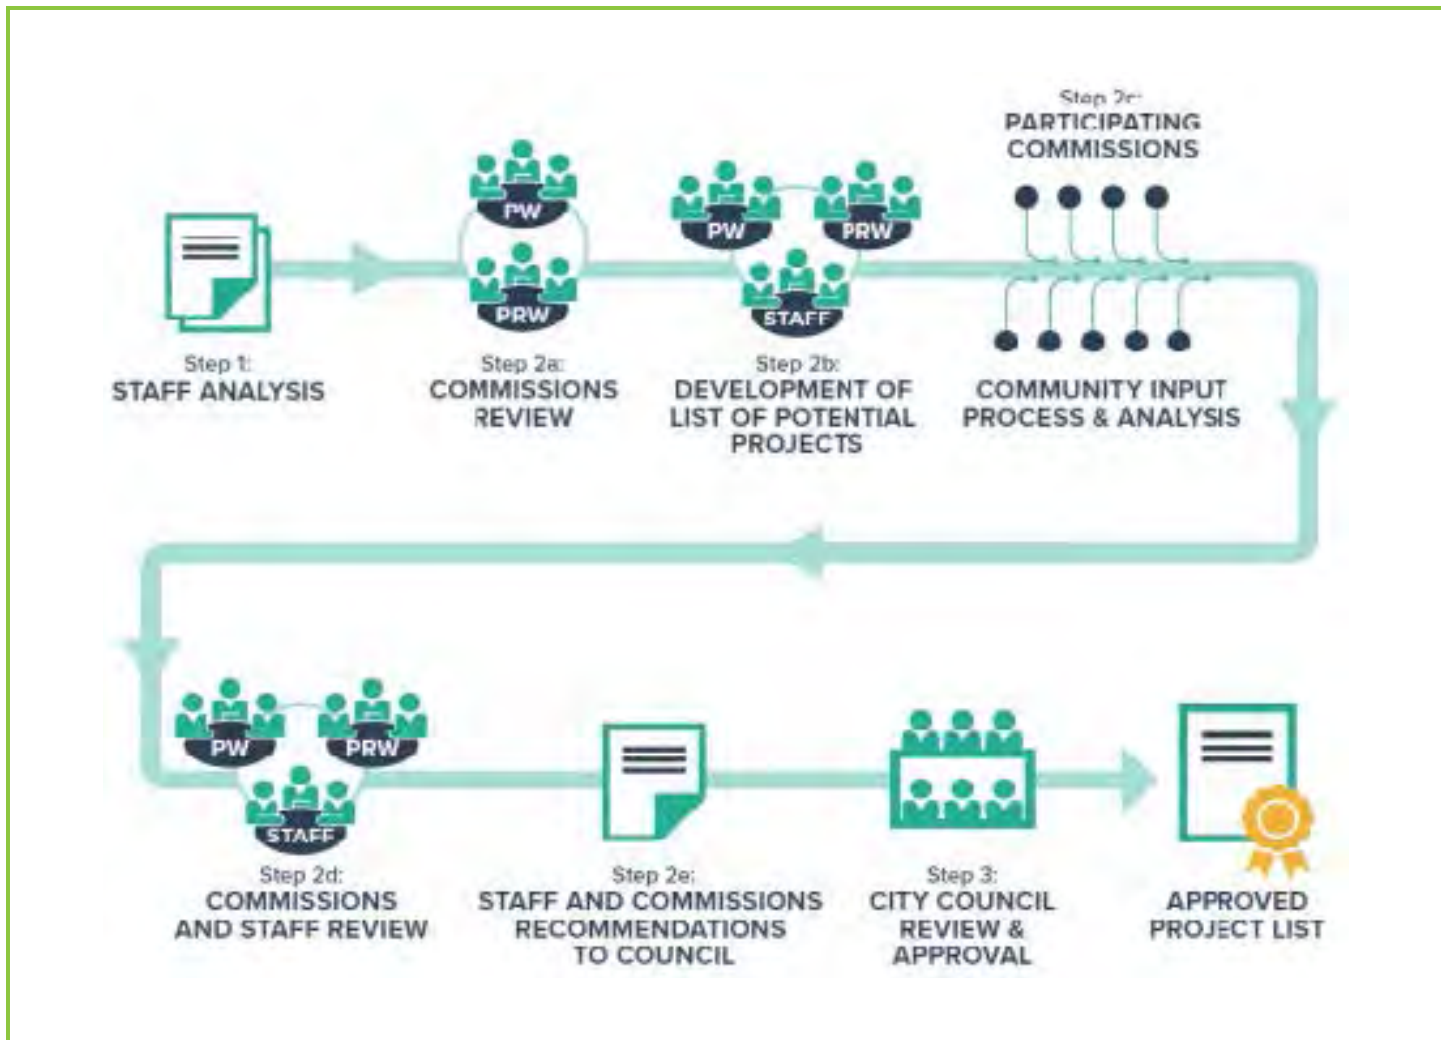 Step 2c:
PARTICIPATING
COMMISSIONS
PW
PRW
PW
PRW
STAFF
Step 1:
STAFF ANALYSIS
Step 2a:
COMMISSIONS
REVIEW
Step 2b:
DEVELOPMENT OF
LIST OF POTENTIAL
PROJECTS
COMMUNITY INPUT
PROCESS & ANALYSIS
PW
PRW
STAFF
Step 2d:
COMMISSIONS
AND STAFF REVIEW
Step 2e:
STAFF AND COMMISSIONS
RECOMMENDATIONS
TO COUNCIL
Step 3:
CITY COUNCIL
REVIEW &
APPROVAL
APPROVED
PROJECT LIST